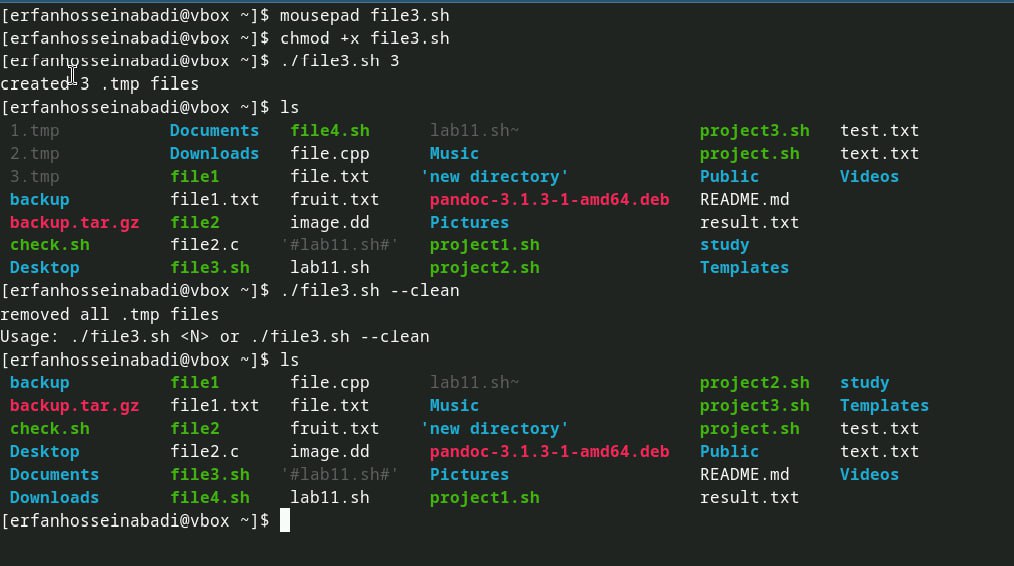 [erfanhosseinabadi@vbox ~]$ mousepad file3.sh
[erfanhosseinabadi@vbox ~]$ chmod +x file3.sh
[erfanhosseinabadi@vbox ~]$ ./file3.sh 3
created 3 .tmp files
[erfanhosseinabadi@vbox ~]$ ls
1.tmp Documents file4.sh lab11.sh~ project3.sh test.txt
2.tmp Downloads file.cpp Music project.sh text.txt
3.tmp file1 file.txt 'new directory' Public Videos
backup file1.txt fruit.txt pandoc-3.1.3-1-amd64.deb README.md
backup.tar.gz file2 image.dd Pictures result.txt
check.sh file2.c '#lab11.sh#' project1.sh study
Desktop file3.sh lab11.sh project2.sh Templates
[erfanhosseinabadi@vbox ~]$ ./file3.sh --clean
removed all .tmp files
Usage: ./file3.sh <N> or ./file3.sh --clean
[erfanhosseinabadi@vbox ~]$ ls
backup file1 file.cpp lab11.sh~ project2.sh study
backup.tar.gz file1.txt file.txt Music project3.sh Templates
check.sh file2 fruit.txt 'new directory' project.sh test.txt
Desktop file2.c image.dd pandoc-3.1.3-1-amd64.deb Public text.txt
Documents file3.sh '#lab11.sh#' Pictures README.md Videos
Downloads file4.sh lab11.sh project1.sh result.txt
[erfanhosseinabadi@vbox ~]$